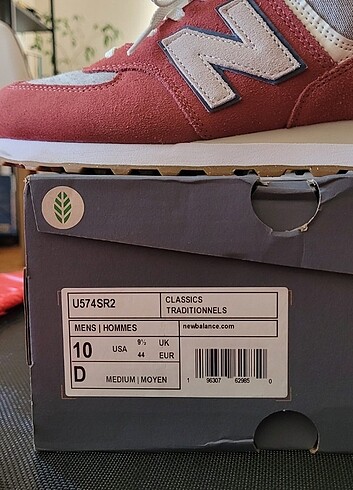 N
U574SR2
CLASSICS
TRADITIONNELS
MENS | HOMMES
newbalance.com
10 USA 9½ UK
44 EUR
D MEDIUM | MOYEN
1 96307 62985 0